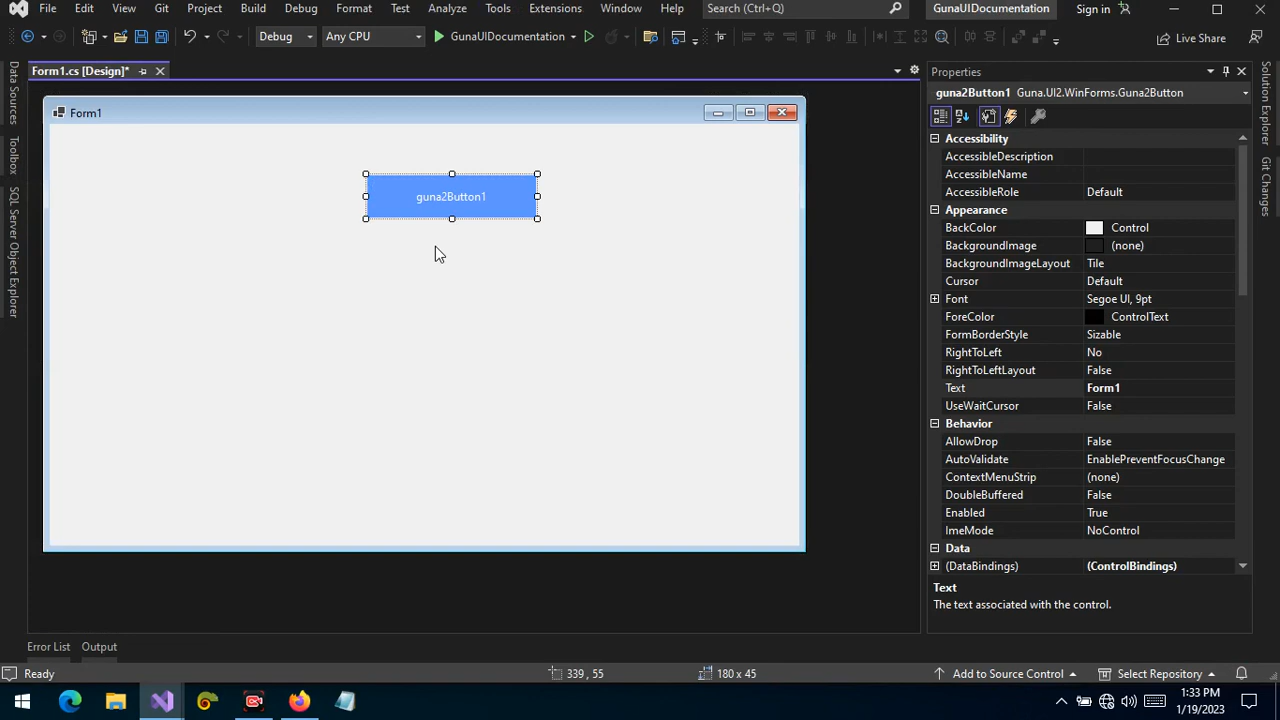 File Edit View Git Project Build Debug Format Test Analyze Tools Extensions Window Help Search (Ctrl+Q) GunaUIDocumentation Sign in
Debug Any CPU GunaUIDocumentation Live Share
Form1.cs [Design]*
Data Sources
Toolbox
SQL Server Object Explorer
Form1
guna2Button1
Properties
guna2Button1 Guna.UI2.WinForms.Guna2Button
Accessibility
AccessibleDescription
AccessibleName
AccessibleRole Default
Appearance
BackColor Control
BackgroundImage (none)
BackgroundImageLayout Tile
Cursor Default
Font Segoe UI, 9pt
ForeColor ControlText
FormBorderStyle Sizable
RightToLeft No
RightToLeftLayout False
Text Form1
UseWaitCursor False
Behavior
AllowDrop False
AutoValidate EnablePreventFocusChange
ContextMenuStrip (none)
DoubleBuffered False
Enabled True
ImeMode NoControl
Data
(DataBindings) (ControlBindings)
Text
The text associated with the control.
Solution Explorer
Git Changes
Error List Output
Ready 339 , 55 180 x 45 Add to Source Control Select Repository
1:33 PM
1/19/2023